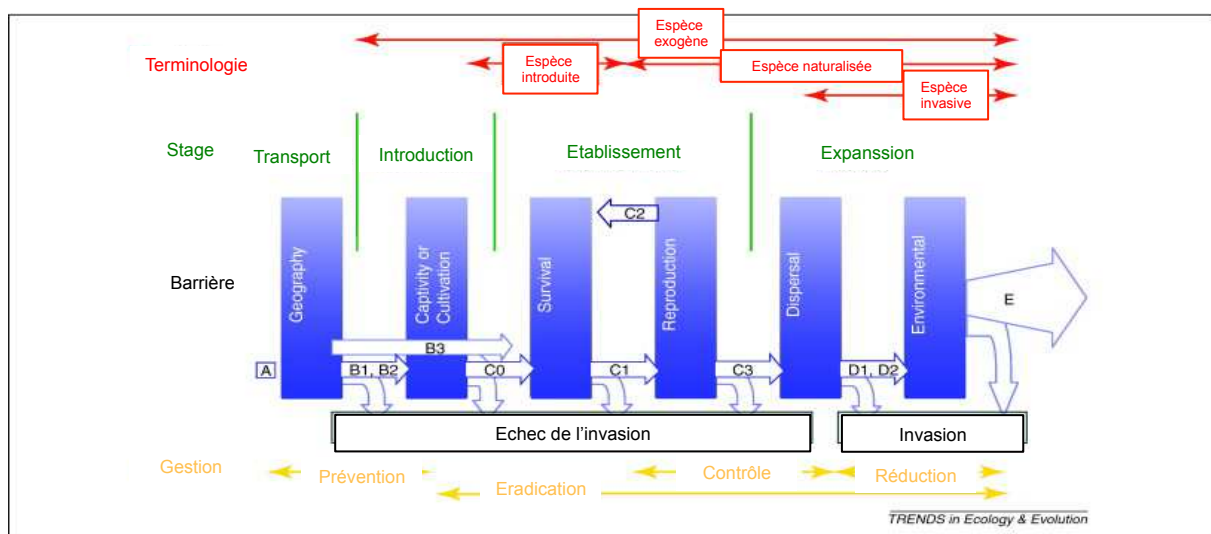 Espèce
exogène
Terminologie
Espèce
introduite
Espèce naturalisée
Espèce
invasive
Stage
Transport
Introduction
Etablissement
Expanssion
Barrière
Geography
Captivity or
Cultivation
Survival
Reproduction
Dispersal
Environmental
C2
E
B3
A
B1, B2
C0
C1
C3
D1, D2
Echec de l'invasion
Invasion
Gestion
Prévention
Eradication
Contrôle
Réduction
TRENDS in Ecology & Evolution